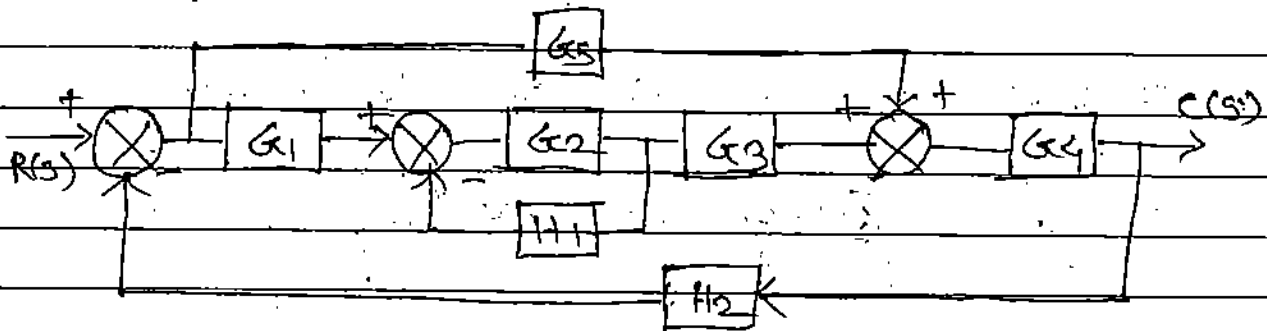 G5
+ + + + C(s)
R(s) G1 G2 G3 G4
- -
H1
H2